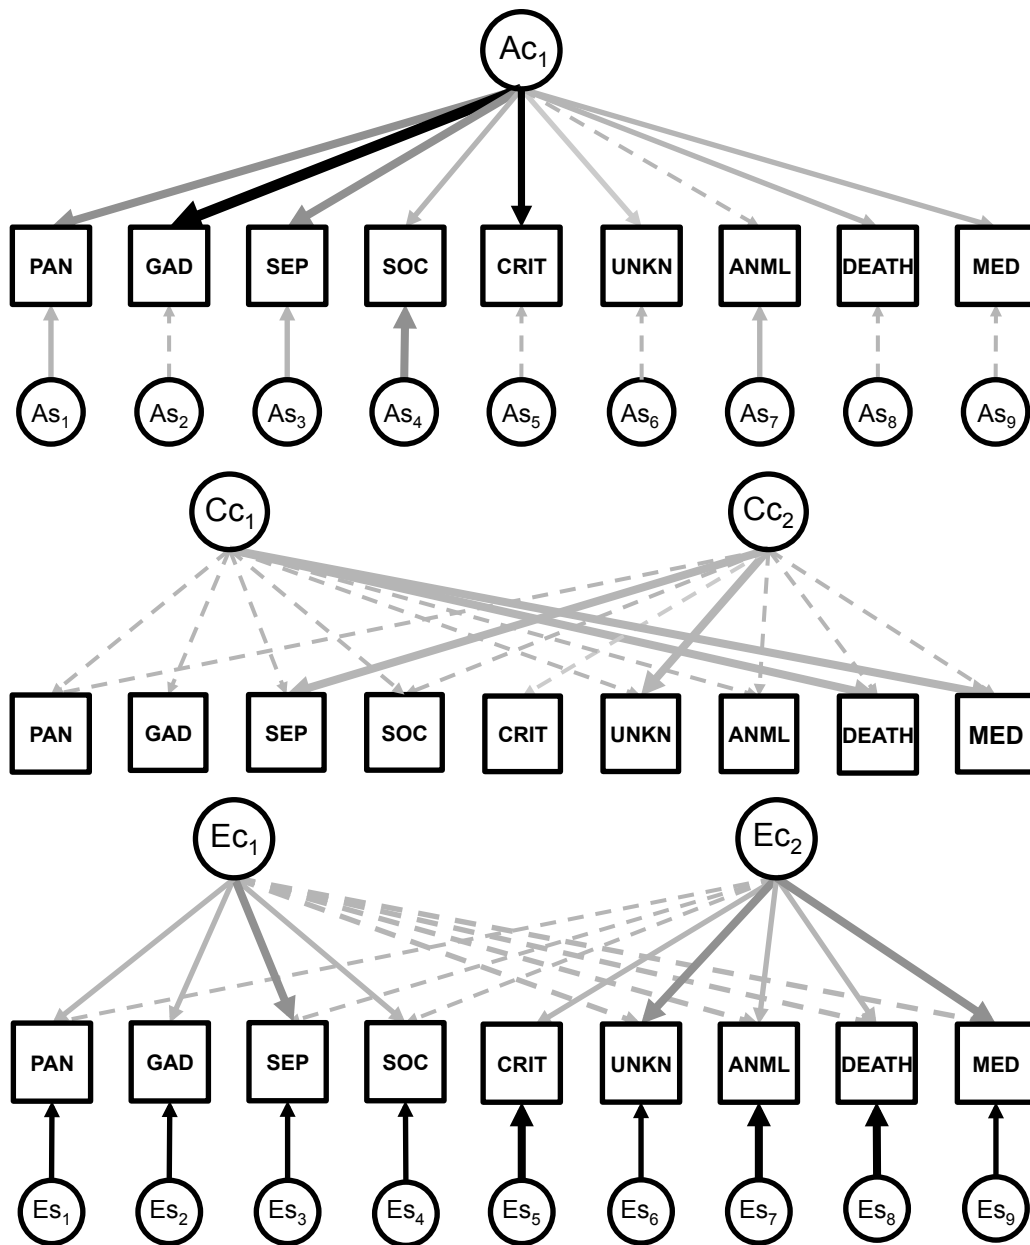 Ac₁
PAN GAD SEP SOC CRIT UNKN ANML DEATH MED
As₁ As₂ As₃ As₄ As₅ As₆ As₇ As₈ As₉
Cc₁ Cc₂
PAN GAD SEP SOC CRIT UNKN ANML DEATH MED
Ec₁ Ec₂
PAN GAD SEP SOC CRIT UNKN ANML DEATH MED
Es₁ Es₂ Es₃ Es₄ Es₅ Es₆ Es₇ Es₈ Es₉